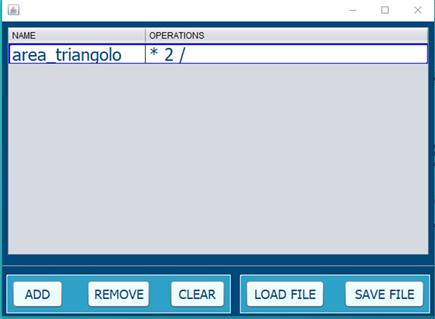 NAME OPERATIONS
area_triangolo * 2 /
ADD REMOVE CLEAR LOAD FILE SAVE FILE